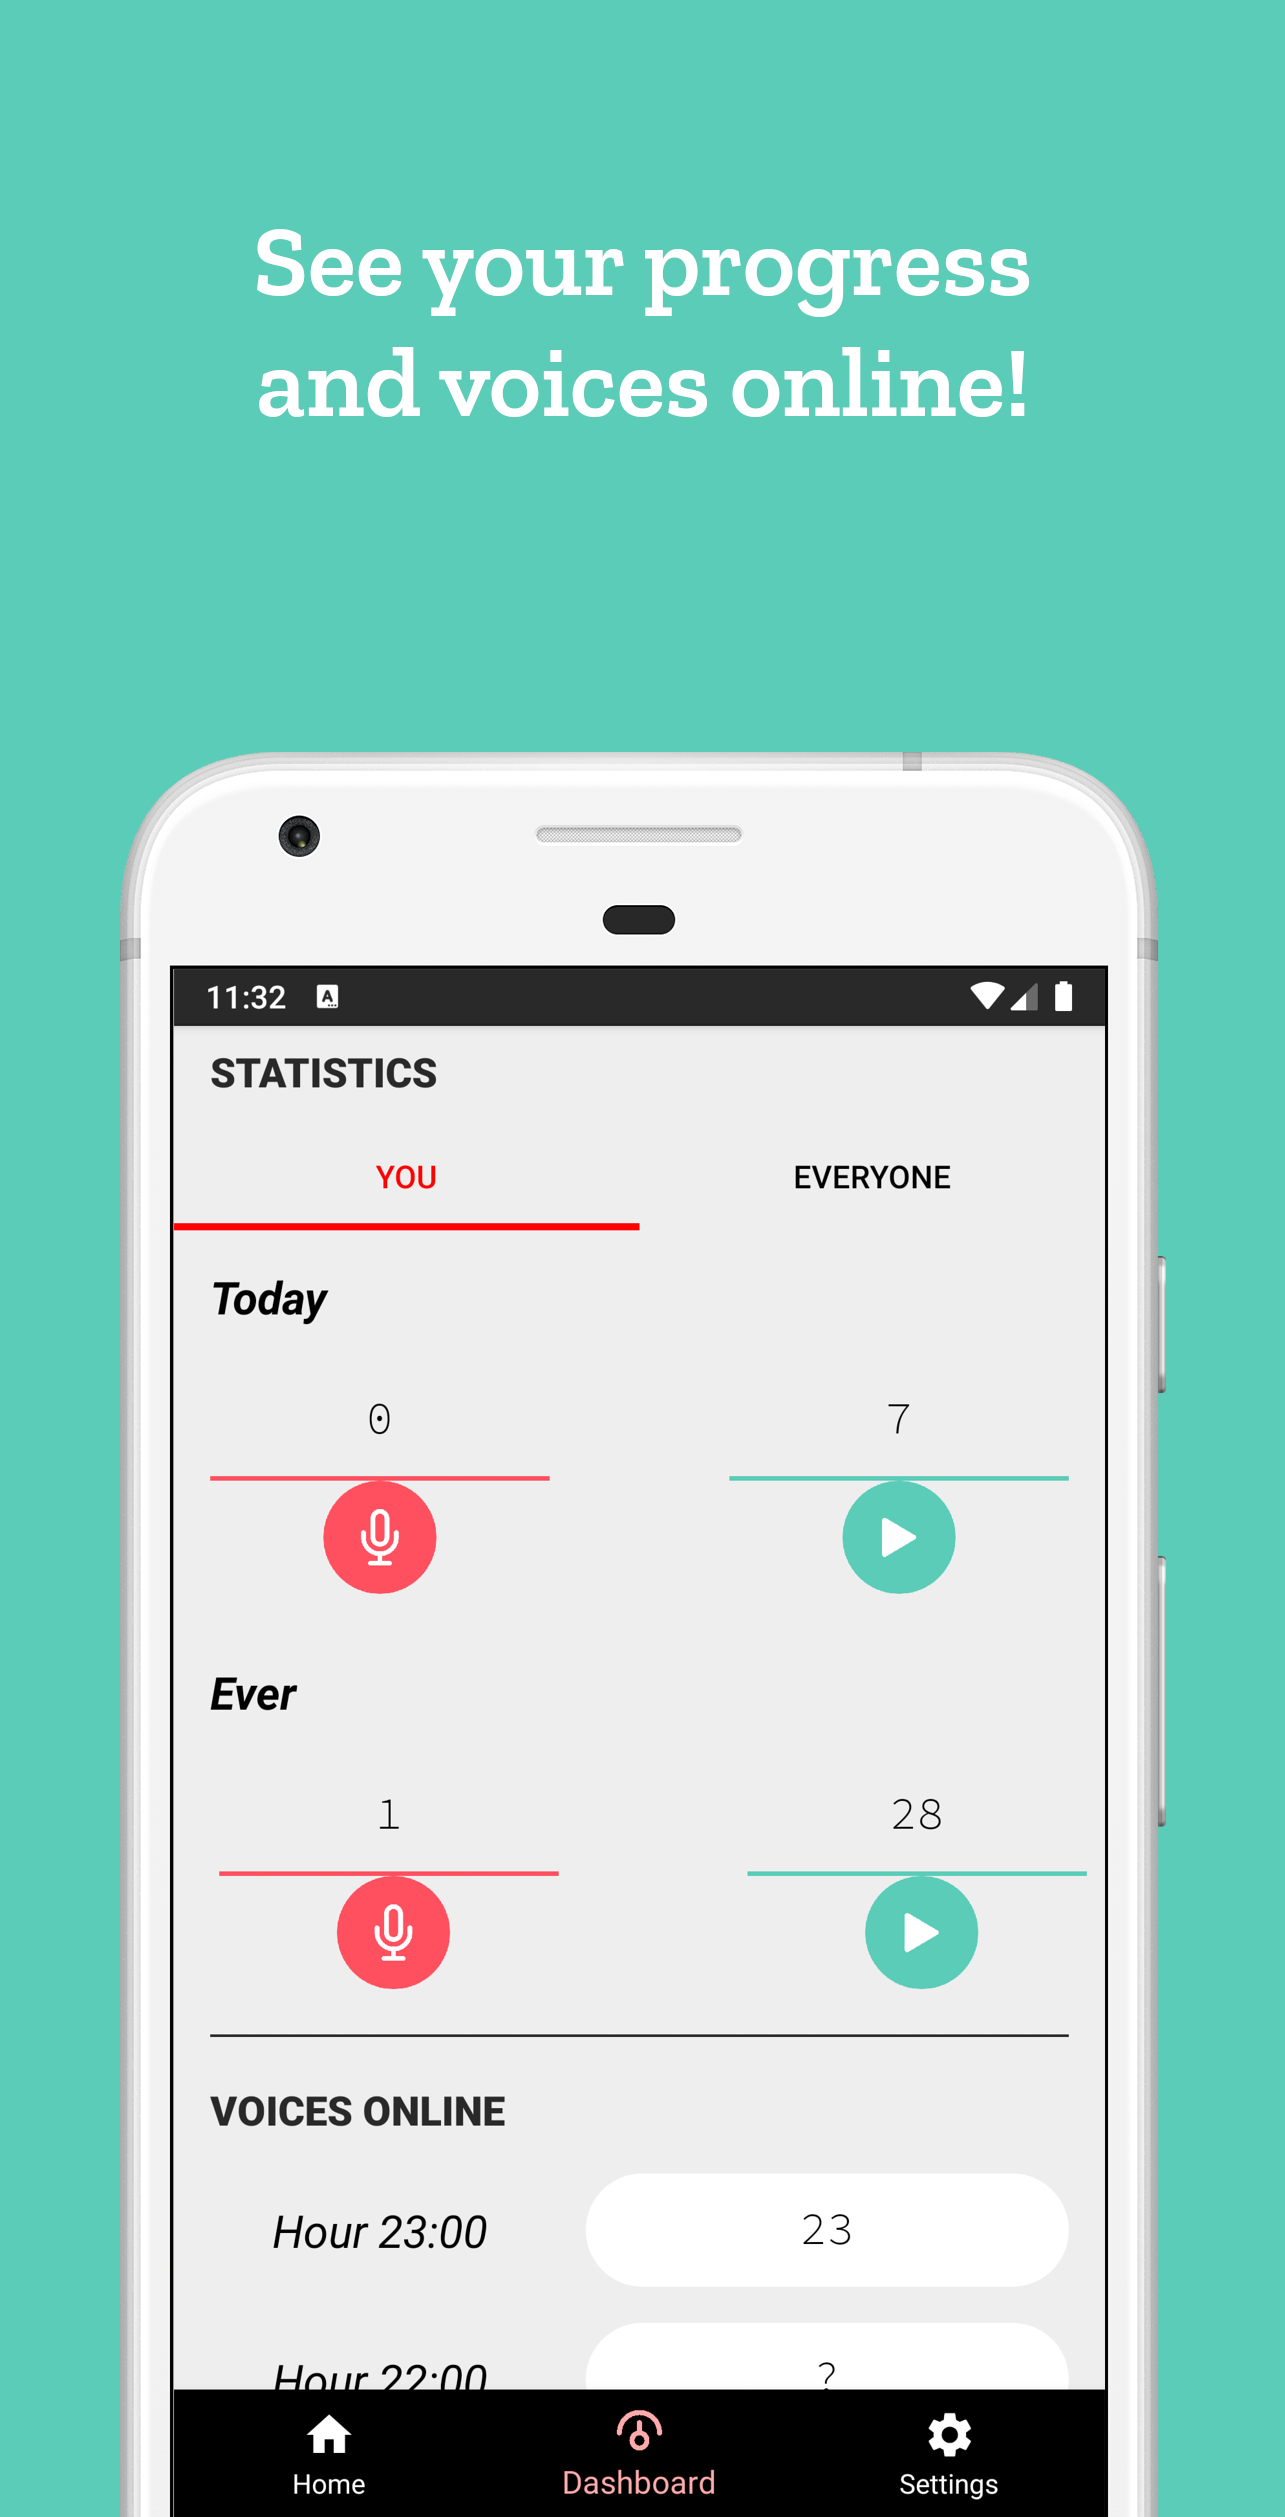 See your progress
and voices online!
11:32
STATISTICS
YOU EVERYONE
Today
0 7
Ever
1 28
VOICES ONLINE
Hour 23:00 23
Hour 22:00 ?
Home Dashboard Settings